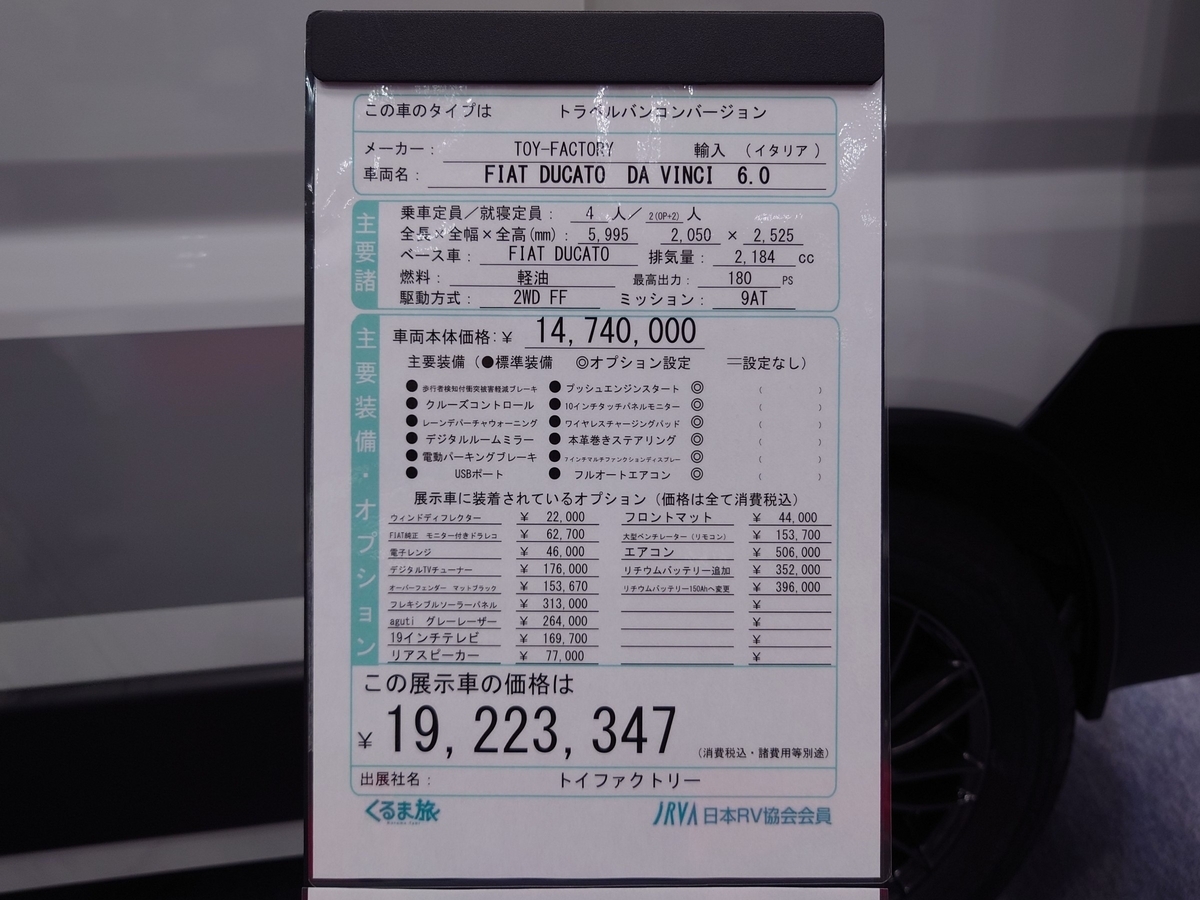 この車のタイプは トラベルバンコンバージョン
メーカー： TOY-FACTORY 輸入 （イタリア）
車両名： FIAT DUCATO DA VINCI 6.0
主要諸
乗車定員／就寝定員： 4 人／ 2(OP+2) 人
全長×全幅×全高(mm)： 5,995 2,050 × 2,525
ベース車： FIAT DUCATO 排気量： 2,184 cc
燃料： 軽油 最高出力： 180 PS
駆動方式： 2WD FF ミッション： 9AT
主要装備・オプション
車両本体価格：¥ 14,740,000
主要装備（●標準装備 ◎オプション設定 ＝設定なし）
● 歩行者検知付衝突被害軽減ブレーキ ● プッシュエンジンスタート ◎ （ ）
● クルーズコントロール ● 10インチタッチパネルモニター ◎ （ ）
● レーンデパーチャウォーニング ● ワイヤレスチャージングパッド ◎ （ ）
● デジタルルームミラー ● 本革巻きステアリング ◎ （ ）
● 電動パーキングブレーキ ● 7インチマルチファンクションディスプレー ◎ （ ）
● USBポート ● フルオートエアコン ◎ （ ）
展示車に装着されているオプション（価格は全て消費税込）
ウィンドディフレクター ¥ 22,000 フロントマット ¥ 44,000
FIAT純正 モニター付きドラレコ ¥ 62,700 大型ベンチレーター（リモコン） ¥ 153,700
電子レンジ ¥ 46,000 エアコン ¥ 506,000
デジタルTVチューナー ¥ 176,000 リチウムバッテリー追加 ¥ 352,000
オーバーフェンダー マットブラック ¥ 153,670 リチウムバッテリー150Ahへ変更 ¥ 396,000
フレキシブルソーラーパネル ¥ 313,000 ¥
aguti グレーレーザー ¥ 264,000 ¥
19インチテレビ ¥ 169,700 ¥
リアスピーカー ¥ 77,000 ¥
この展示車の価格は
¥ 19,223,347 （消費税込・諸費用等別途）
出展社名： トイファクトリー
くるま旅 JRVA 日本RV協会会員